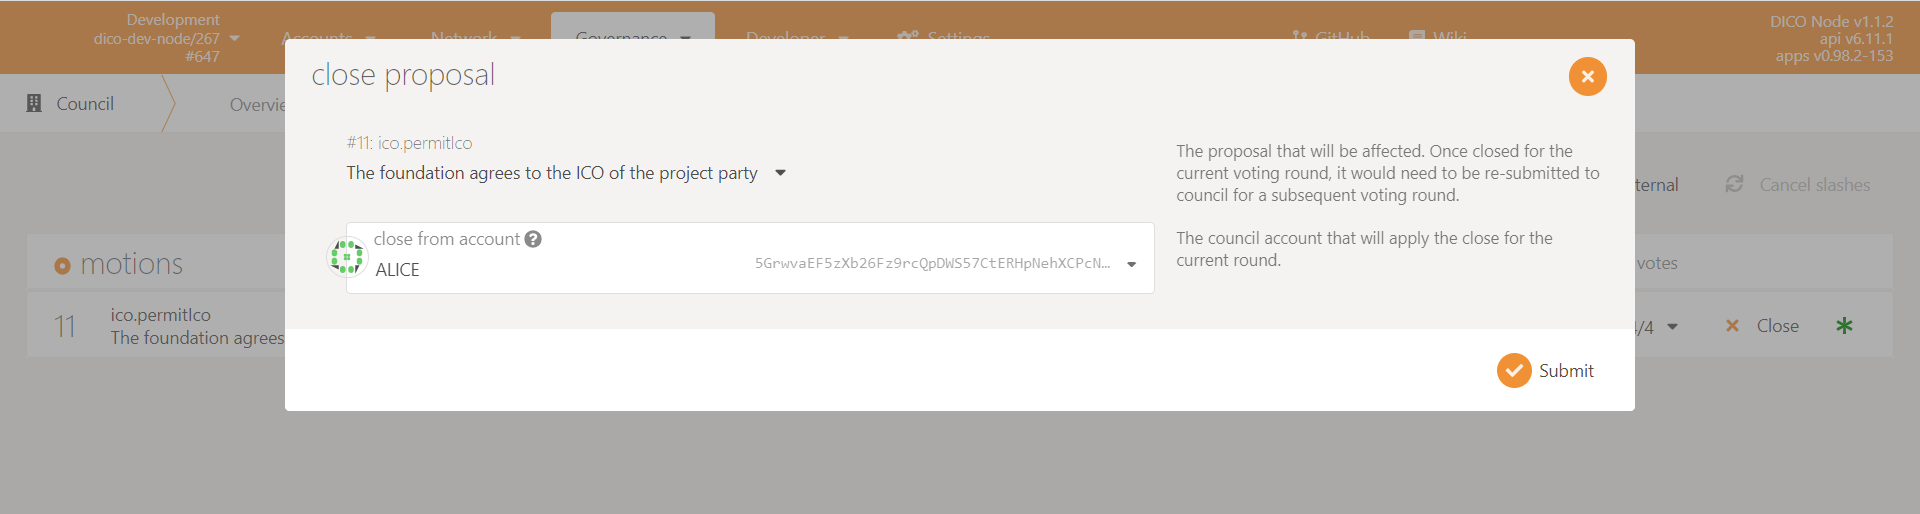 Development
dico-dev-node/267
#647
Accounts
Network
Governance
Developer
Settings
GitHub
Wiki
DICO Node v1.1.2
api v6.11.1
apps v0.98.2-153
Council
Overvie
close proposal
#11: ico.permitIco
The foundation agrees to the ICO of the project party
The proposal that will be affected. Once closed for the
current voting round, it would need to be re-submitted to
council for a subsequent voting round.
close from account
ALICE
5GrwvaEF5zXb26Fz9rcQpDWS57CtERHpNehXCPcN…
The council account that will apply the close for the
current round.
Submit
ternal
Cancel slashes
motions
votes
11
ico.permitIco
The foundation agrees
/4
Close